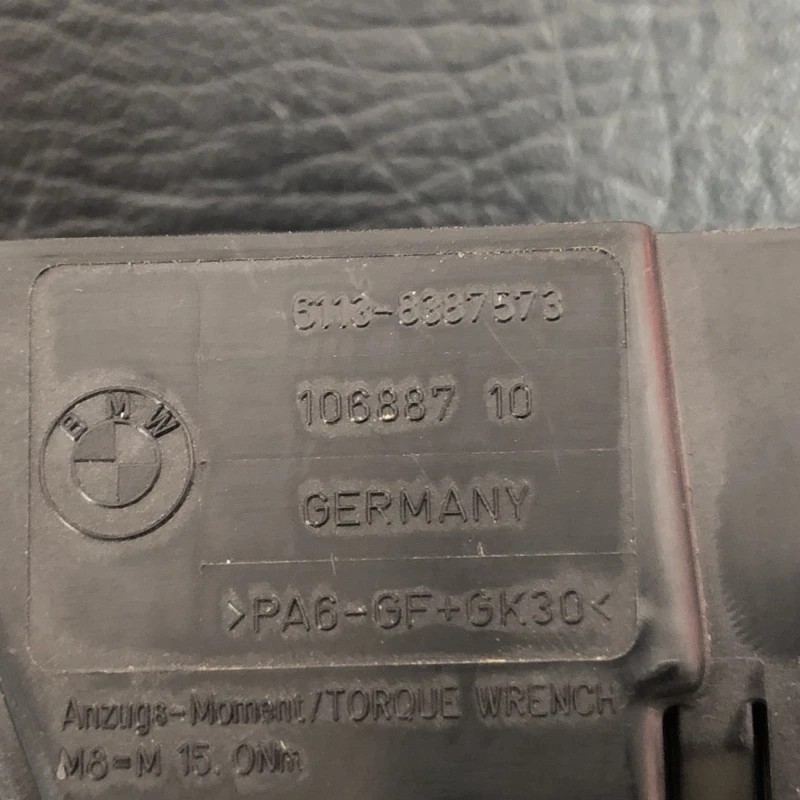 6113-8387573
BMW
106887 10
GERMANY
>PA6-GF+GK30<
Anzugs-Moment/TORQUE WRENCH
M8=M 15. 0Nm